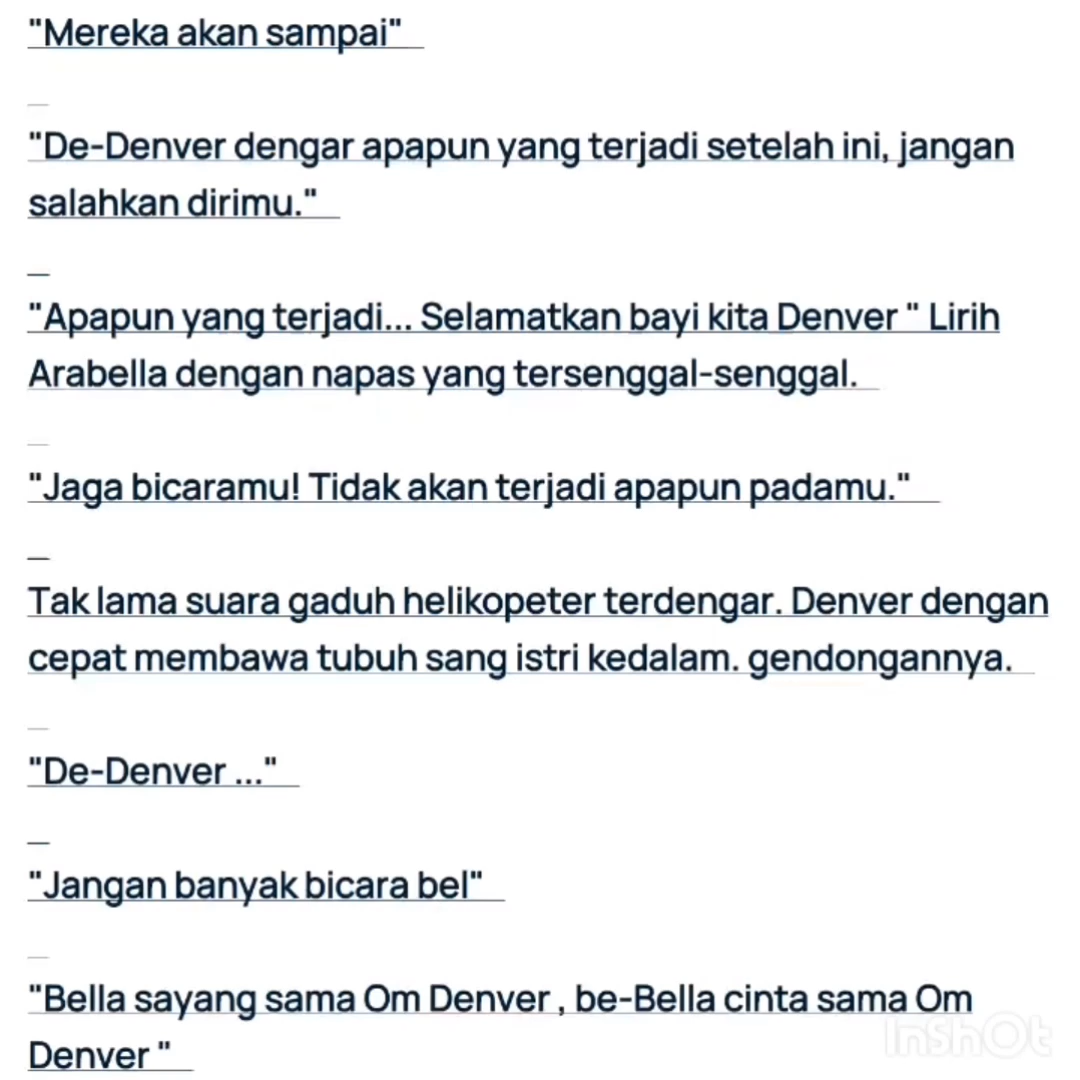 "Mereka akan sampai"
"De-Denver dengar apapun yang terjadi setelah ini, jangan
salahkan dirimu."
"Apapun yang terjadi... Selamatkan bayi kita Denver " Lirih
Arabella dengan napas yang tersenggal-senggal.
"Jaga bicaramu! Tidak akan terjadi apapun padamu."
Tak lama suara gaduh helikopeter terdengar. Denver dengan
cepat membawa tubuh sang istri kedalam. gendongannya.
"De-Denver ..."
"Jangan banyak bicara bel"
"Bella sayang sama Om Denver , be-Bella cinta sama Om
Denver "
InShOt